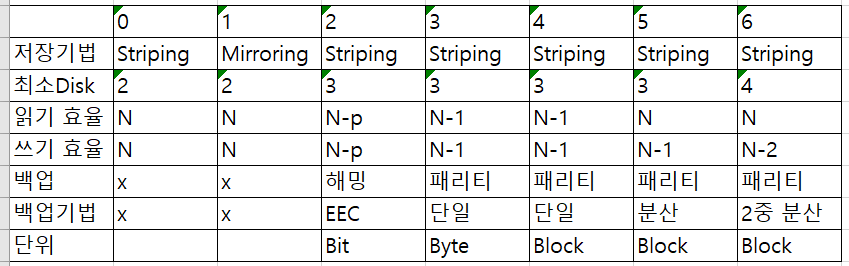 0 1 2 3 4 5 6
저장기법 Striping Mirroring Striping Striping Striping Striping Striping
최소Disk 2 2 3 3 3 3 4
읽기 효율 N N N-p N-1 N-1 N N
쓰기 효율 N N N-p N-1 N-1 N-1 N-2
백업 x x 해밍 패리티 패리티 패리티 패리티
백업기법 x x EEC 단일 단일 분산 2중 분산
단위 Bit Byte Block Block Block